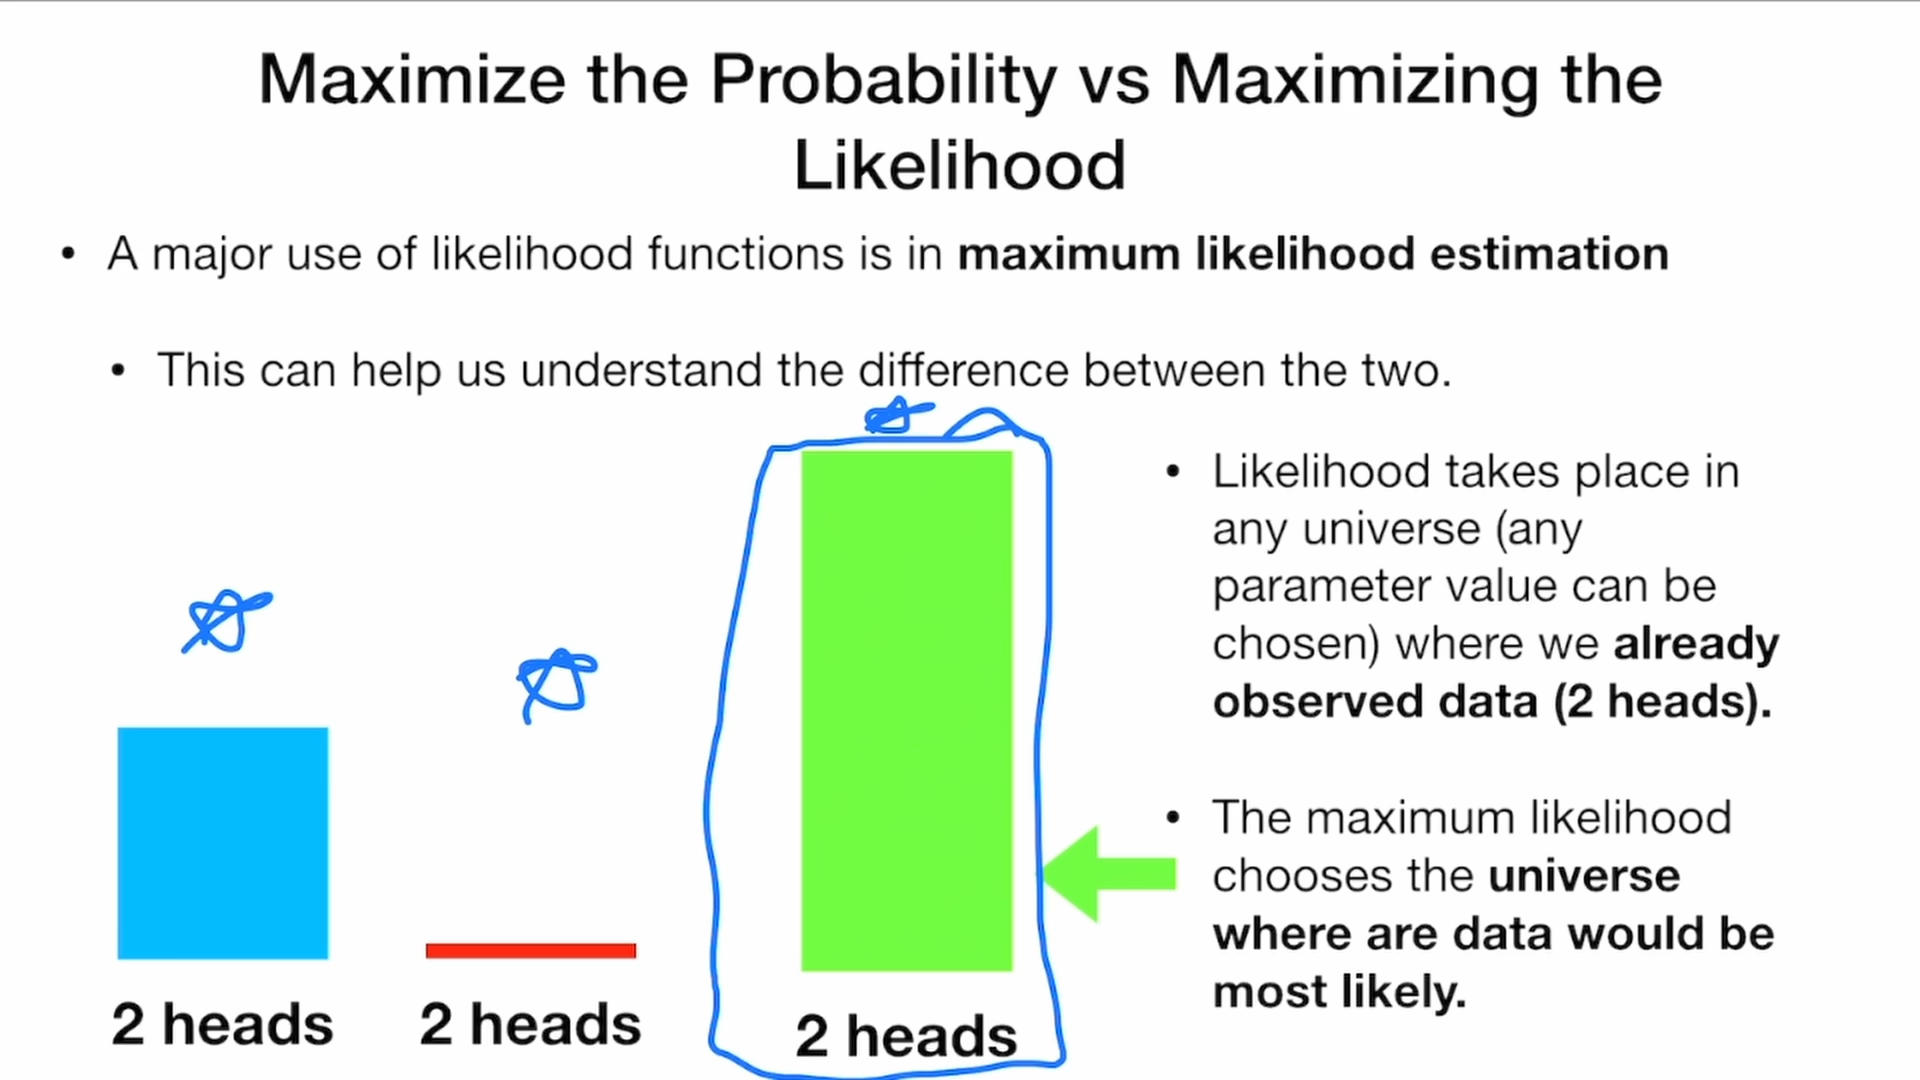 Maximize the Probability vs Maximizing the
Likelihood
• A major use of likelihood functions is in maximum likelihood estimation
• This can help us understand the difference between the two.
• Likelihood takes place in
any universe (any
parameter value can be
chosen) where we already
observed data (2 heads).
• The maximum likelihood
chooses the universe
where are data would be
most likely.
2 heads
2 heads
2 heads